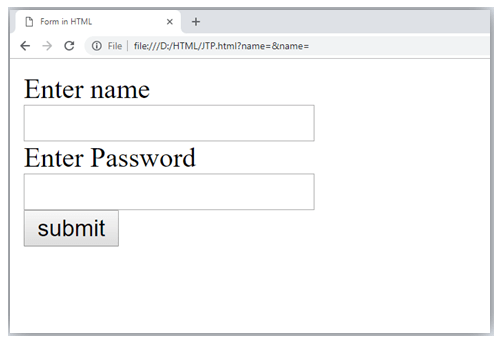 Form in HTML
File | file:///D:/HTML/JTP.html?name=&name=
Enter name
Enter Password
submit